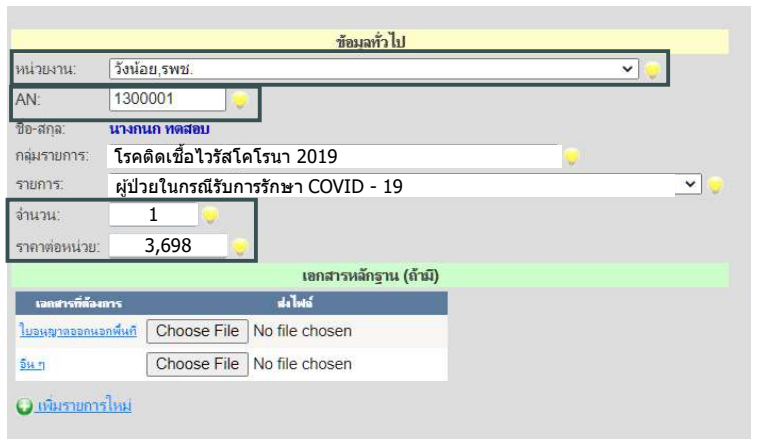 ข้อมูลทั่วไป
หน่วยงาน: วังน้อย,รพช.
AN: 1300001
ชื่อ-สกุล: นางกนก ทดสอบ
กลุ่มรายการ: โรคติดเชื้อไวรัสโคโรนา 2019
รายการ: ผู้ป่วยในกรณีรับการรักษา COVID - 19
จำนวน: 1
ราคาต่อหน่วย: 3,698
เอกสารหลักฐาน (ถ้ามี)
เอกสารที่ต้องการ ส่งไฟล์
ใบอนุญาตออกนอกพื้นที่ Choose File No file chosen
อื่น ๆ Choose File No file chosen
เพิ่มรายการใหม่